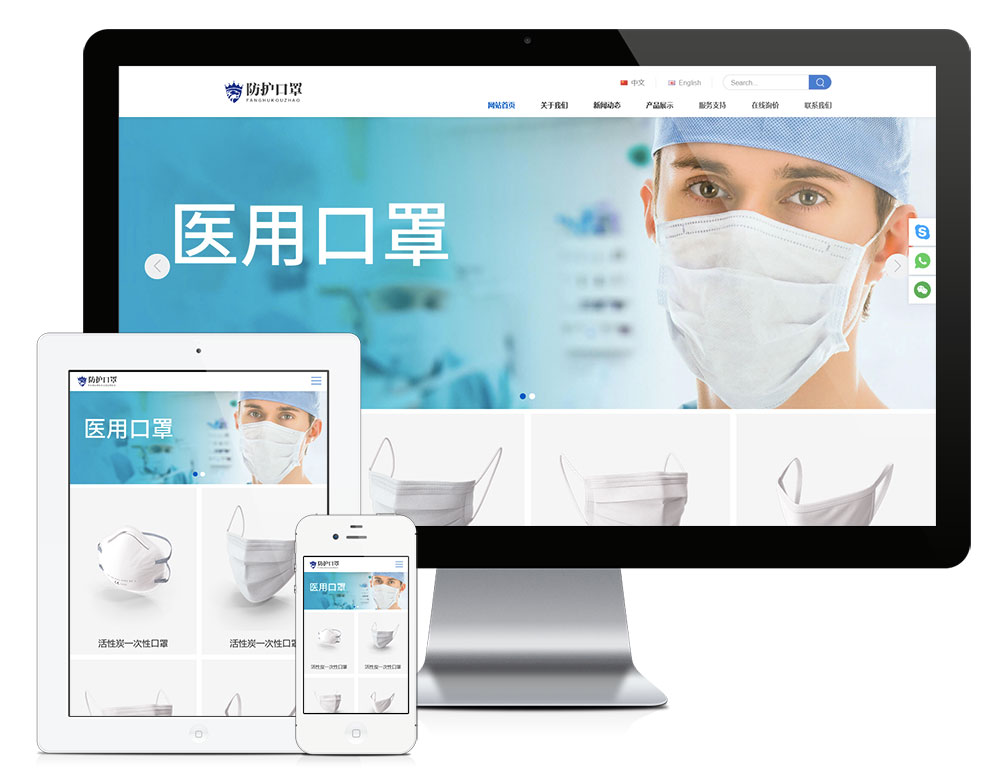 中文
English
Search...
防护口罩
FANGHUKOUZHAO
网站首页
关于我们
新闻动态
产品展示
服务支持
在线询价
联系我们
医用口罩
防护口罩
医用口罩
活性炭一次性口罩
活性炭一次性口罩
防护口罩
医用口罩
活性炭一次性口罩
活性炭一次性口罩